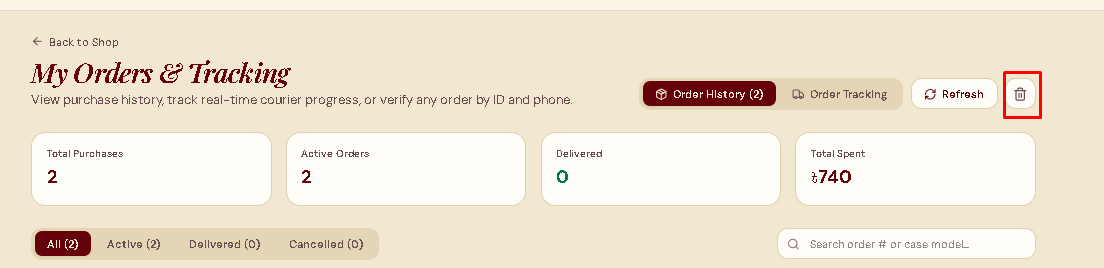 Back to Shop
My Orders & Tracking
View purchase history, track real-time courier progress, or verify any order by ID and phone.
Order History (2)
Order Tracking
Refresh
Total Purchases
2
Active Orders
2
Delivered
0
Total Spent
৳740
All (2)
Active (2)
Delivered (0)
Cancelled (0)
Search order # or case model...